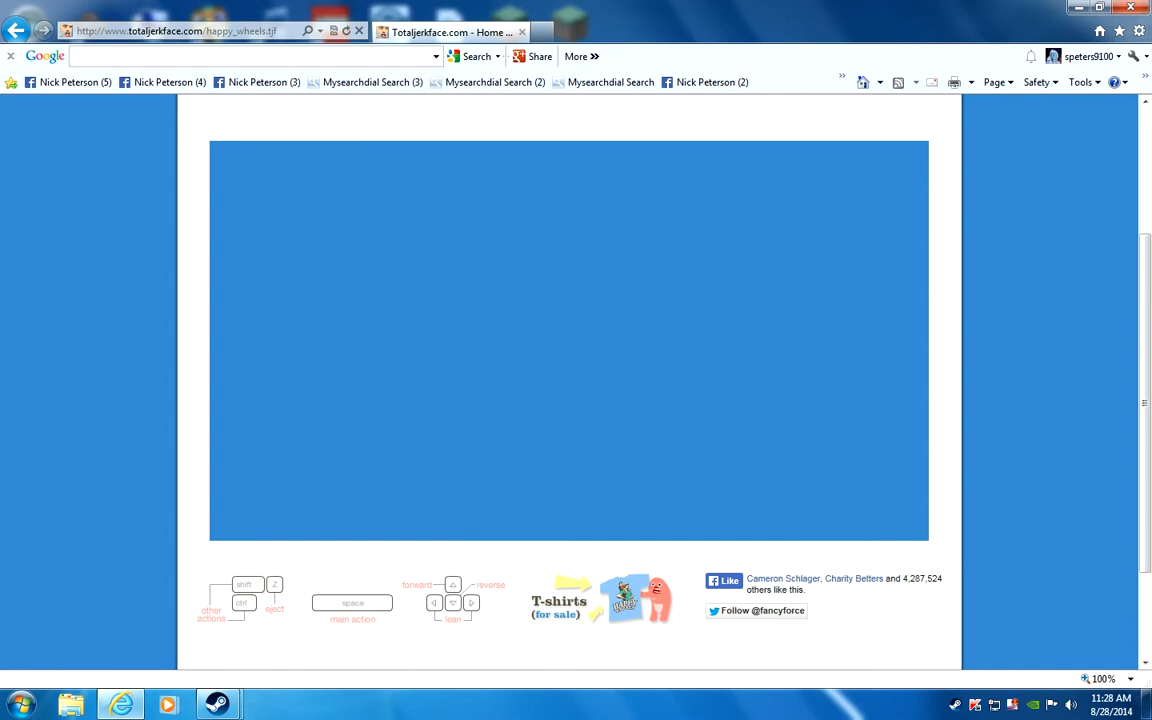 http://www.totaljerkface.com/happy_wheels.tjf
Totaljerkface.com - Home ...
x Google Search Share More »
speters9100
Nick Peterson (5) Nick Peterson (4) Nick Peterson (3) Mysearchdial Search (3) Mysearchdial Search (2) Mysearchdial Search Nick Peterson (2)
Page Safety Tools
shift Z
ctrl
other actions
eject
space
main action
forward reverse
lean
T-shirts
(for sale)
HAPPY
Like
Cameron Schlager, Charity Betters and 4,287,524
others like this.
Follow @fancyforce
100%
11:28 AM
8/28/2014